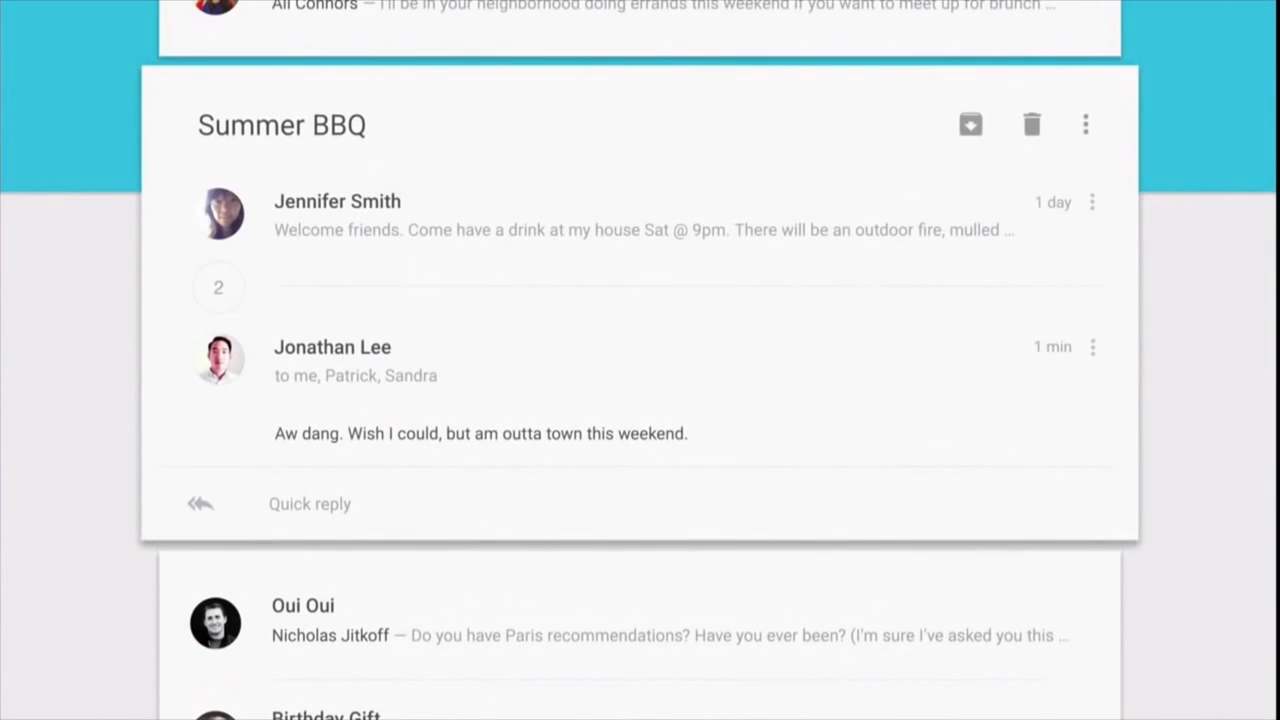 Ali Connors — I'll be in your neighborhood doing errands this weekend if you want to meet up for brunch ...
Summer BBQ
Jennifer Smith
1 day
Welcome friends. Come have a drink at my house Sat @ 9pm. There will be an outdoor fire, mulled ...
2
Jonathan Lee
1 min
to me, Patrick, Sandra
Aw dang. Wish I could, but am outta town this weekend.
Quick reply
Oui Oui
Nicholas Jitkoff — Do you have Paris recommendations? Have you ever been? (I'm sure I've asked you this ...
Birthday Gift